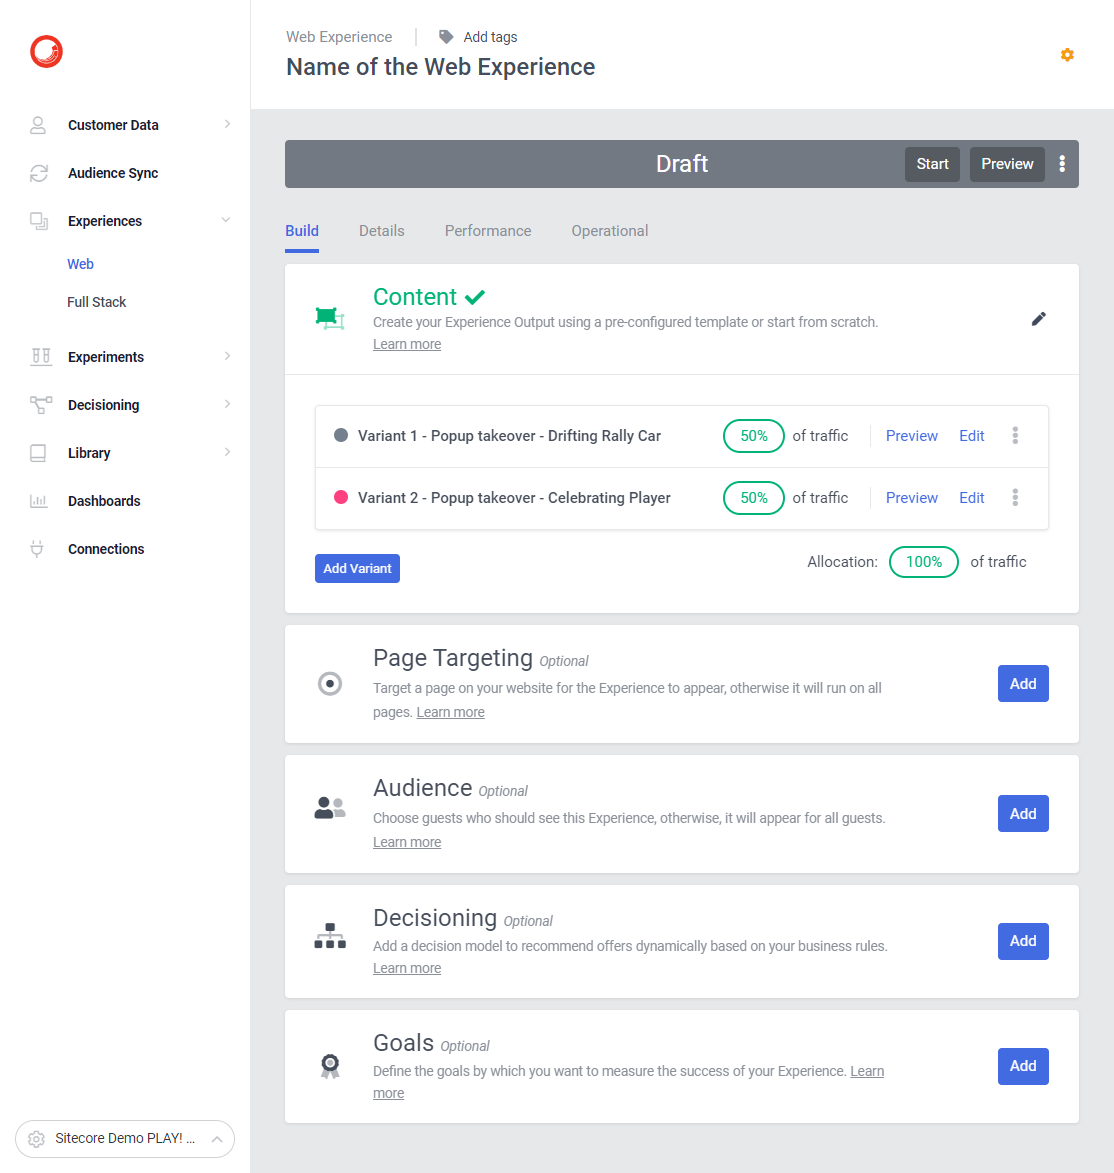 Customer Data
Audience Sync
Experiences
Web
Full Stack
Experiments
Decisioning
Library
Dashboards
Connections
Sitecore Demo PLAY! ...
Web Experience
Add tags
Name of the Web Experience
Draft
Start
Preview
Build
Details
Performance
Operational
Content
Create your Experience Output using a pre-configured template or start from scratch.
Learn more
Variant 1 - Popup takeover - Drifting Rally Car
50%
of traffic
Preview
Edit
Variant 2 - Popup takeover - Celebrating Player
50%
of traffic
Preview
Edit
Add Variant
Allocation:
100%
of traffic
Page Targeting Optional
Target a page on your website for the Experience to appear, otherwise it will run on all
pages. Learn more
Add
Audience Optional
Choose guests who should see this Experience, otherwise, it will appear for all guests.
Learn more
Add
Decisioning Optional
Add a decision model to recommend offers dynamically based on your business rules.
Learn more
Add
Goals Optional
Define the goals by which you want to measure the success of your Experience. Learn
more
Add